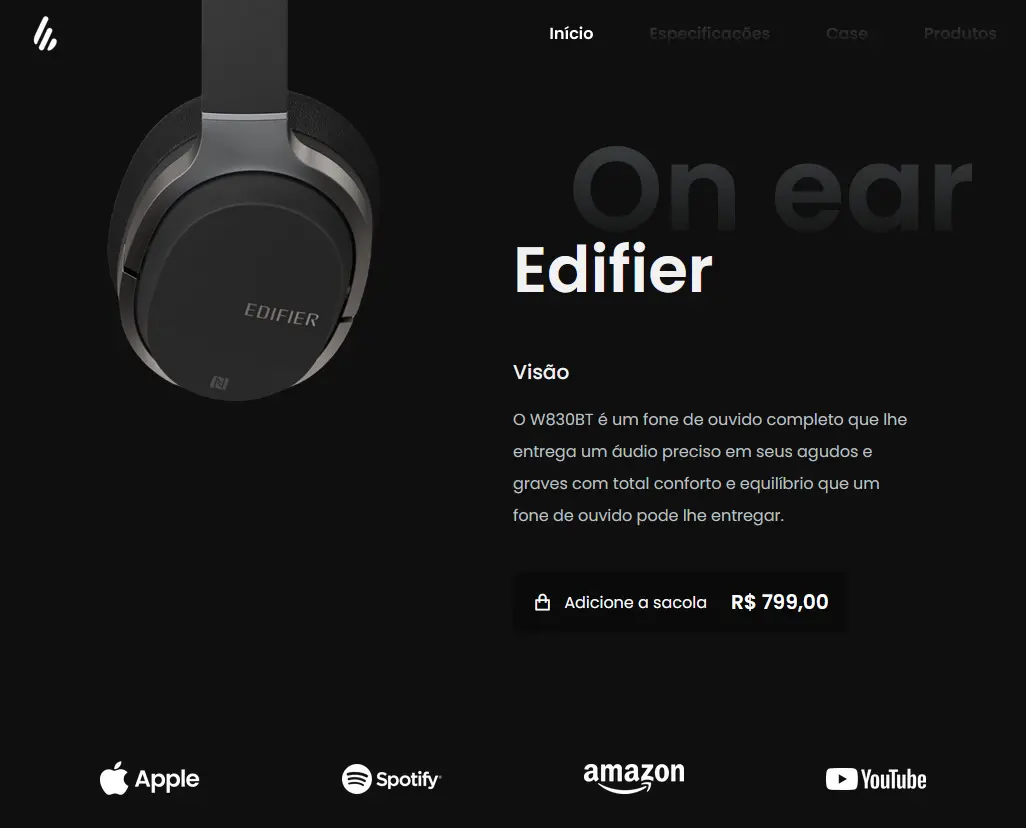 Início Especificações Case Produtos
On ear
Edifier
EDIFIER
Visão
O W830BT é um fone de ouvido completo que lhe
entrega um áudio preciso em seus agudos e
graves com total conforto e equilíbrio que um
fone de ouvido pode lhe entregar.
Adicione a sacola R$ 799,00
Apple Spotify amazon YouTube